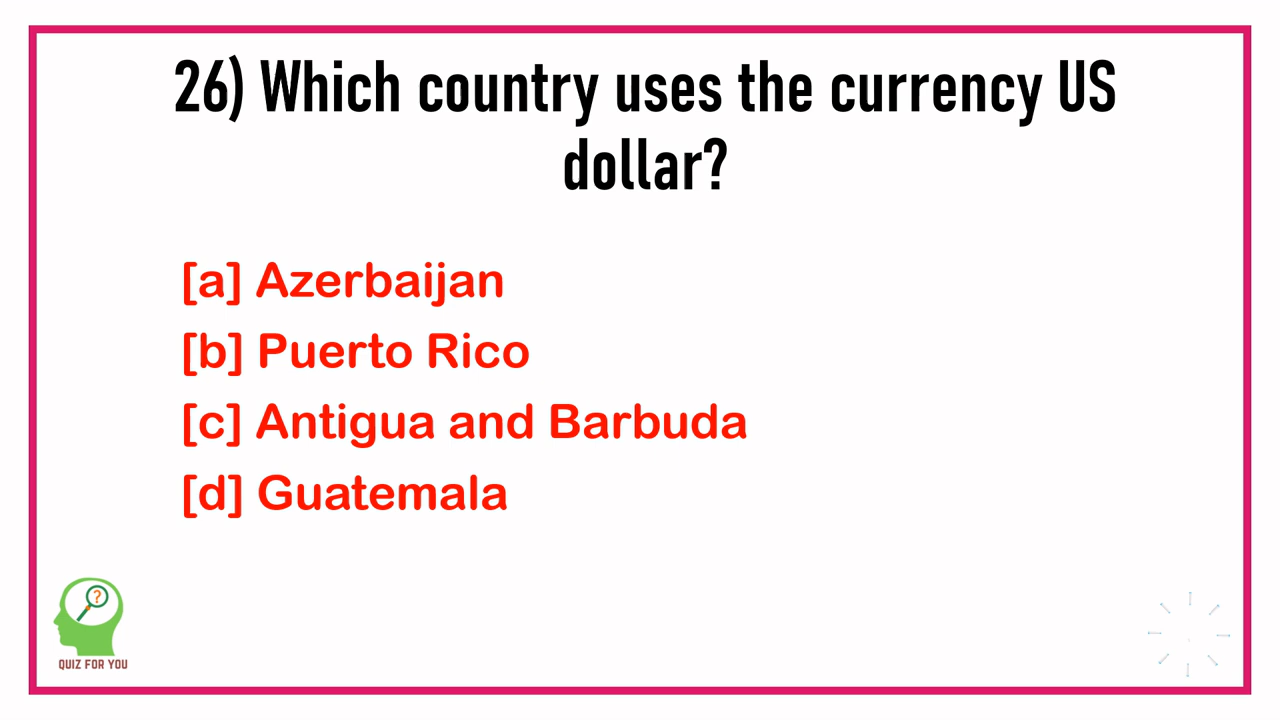 26) Which country uses the currency US
dollar?
[a] Azerbaijan
[b] Puerto Rico
[c] Antigua and Barbuda
[d] Guatemala
?
QUIZ FOR YOU